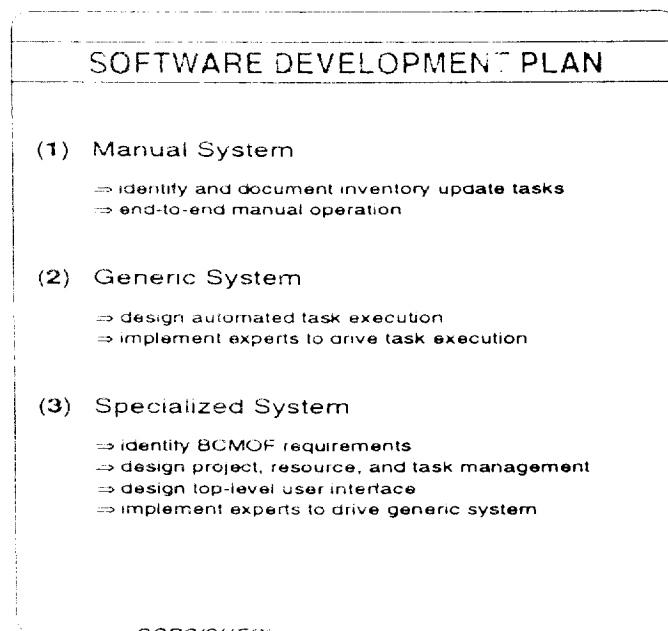 SOFTWARE DEVELOPMENT PLAN
(1) Manual System
⇒ identify and document inventory update tasks
⇒ end-to-end manual operation
(2) Generic System
⇒ design automated task execution
⇒ implement experts to drive task execution
(3) Specialized System
⇒ identify BCMOF requirements
⇒ design project, resource, and task management
⇒ design top-level user interface
⇒ implement experts to drive generic system